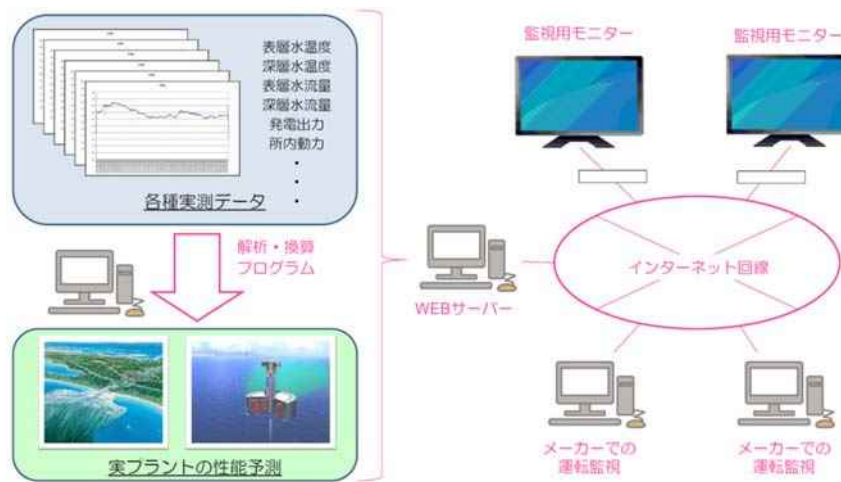 表層水温度
深層水温度
表層水流量
深層水流量
発電出力
所内動力
・
・
・
各種実測データ
解析・換算
プログラム
実プラントの性能予測
WEBサーバー
監視用モニター
監視用モニター
インターネット回線
メーカーでの
運転監視
メーカーでの
運転監視